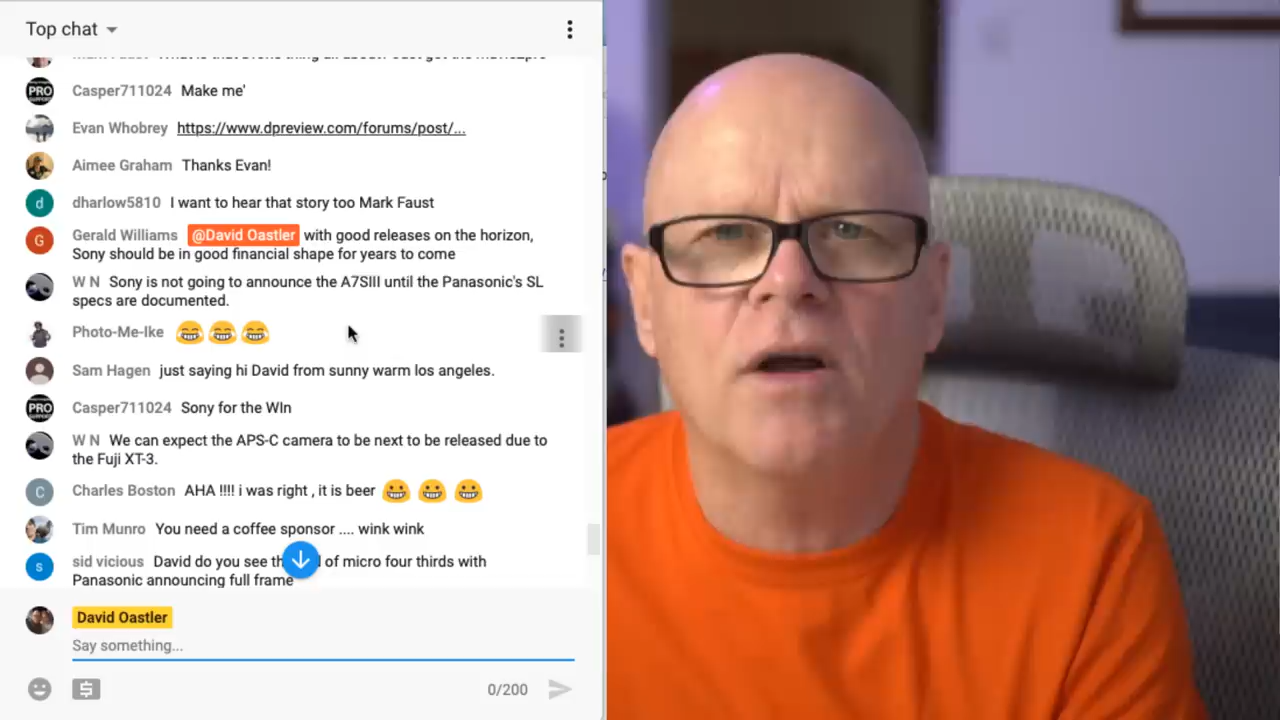 Top chat
Casper711024 Make me'
Evan Whobrey https://www.dpreview.com/forums/post/...
Aimee Graham Thanks Evan!
d
dharlow5810 I want to hear that story too Mark Faust
G
Gerald Williams @David Oastler with good releases on the horizon,
Sony should be in good financial shape for years to come
W N Sony is not going to announce the A7SIII until the Panasonic's SL
specs are documented.
Photo-Me-Ike
Sam Hagen just saying hi David from sunny warm los angeles.
PRO
Casper711024 Sony for the WIn
W N We can expect the APS-C camera to be next to be released due to
the Fuji XT-3.
C
Charles Boston AHA !!!! i was right , it is beer
Tim Munro You need a coffee sponsor .... wink wink
s
sid vicious David do you see of micro four thirds with
Panasonic announcing full frame
David Oastler
Say something...
0/200